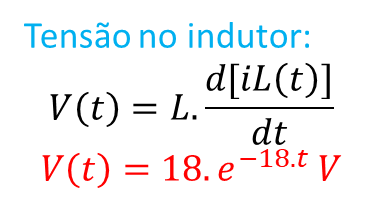 Tensão no indutor:
V(t) = L. d[iL(t)]/dt
V(t) = 18. e^{-18.t} V